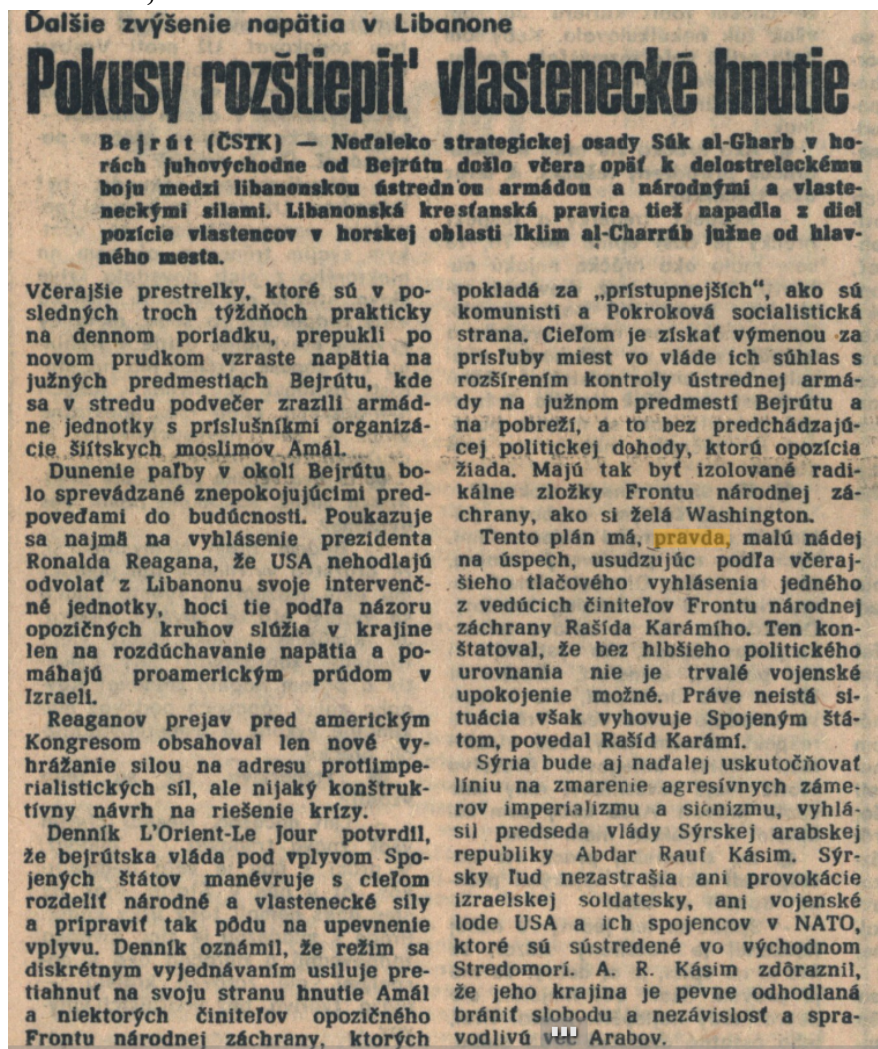 Ďalšie zvýšenie napätia v Libanone
Pokusy rozštiepiť vlastenecké hnutie
Bejrút (ČSTK) — Neďaleko strategickej osady Súk al-Gharb v ho-
rách juhovýchodne od Bejrútu došlo včera opäť k delostreleckému
boju medzi libanonskou ústrednou armádou a národnými a vlaste-
neckými silami. Libanonská kresťanská pravica tiež napadla z diel
pozície vlastencov v horskej oblasti Iklim al-Charrúb južne od hlav-
ného mesta.
Včerajšie prestrelky, ktoré sú v po-
sledných troch týždňoch prakticky
na dennom poriadku, prepukli po
novom prudkom vzraste napätia na
južných predmestiach Bejrútu, kde
sa v stredu podvečer zrazili armád-
ne jednotky s príslušníkmi organizá-
cie šiítskych moslimov Amál.
Dunenie paľby v okolí Bejrútu bo-
lo sprevádzané znepokojujúcimi pred-
poveďami do budúcnosti. Poukazuje
sa najmä na vyhlásenie prezidenta
Ronalda Reagana, že USA nehodlajú
odvolať z Libanonu svoje intervenč-
né jednotky, hoci tie podľa názoru
opozičných kruhov slúžia v krajine
len na rozdúchavanie napätia a po-
máhajú proamerickým prúdom v
Izraeli.
Reaganov prejav pred americkým
Kongresom obsahoval len nové vy-
hrážanie silou na adresu protiimpe-
rialistických síl, ale nijaký konštruk-
tívny návrh na riešenie krízy.
Denník L'Orient-Le Jour potvrdil,
že bejrútska vláda pod vplyvom Spo-
jených štátov manévruje s cieľom
rozdeliť národné a vlastenecké sily
a pripraviť tak pôdu na upevnenie
vplyvu. Denník oznámil, že režim sa
diskrétnym vyjednávaním usiluje pre-
tiahnuť na svoju stranu hnutie Amál
a niektorých činiteľov opozičného
Frontu národnej záchrany, ktorých
pokladá za „prístupnejších“, ako sú
komunisti a Pokroková socialistická
strana. Cieľom je získať výmenou za
prísľuby miest vo vláde ich súhlas s
rozšírením kontroly ústrednej armá-
dy na južnom predmestí Bejrútu a
na pobreží, a to bez predchádzajú-
cej politickej dohody, ktorú opozícia
žiada. Majú tak byť izolované radi-
kálne zložky Frontu národnej zá-
chrany, ako si želá Washington.
Tento plán má, pravda, malú nádej
na úspech, usudzujúc podľa včeraj-
šieho tlačového vyhlásenia jedného
z vedúcich činiteľov Frontu národnej
záchrany Rašída Karámího. Ten kon-
štatoval, že bez hlbšieho politického
urovnania nie je trvalé vojenské
upokojenie možné. Práve neistá si-
tuácia však vyhovuje Spojeným štá-
tom, povedal Rašíd Karámí.
Sýria bude aj naďalej uskutočňovať
líniu na zmarenie agresívnych záme-
rov imperializmu a sionizmu, vyhlá-
sil predseda vlády Sýrskej arabskej
republiky Abdar Rauf Kásim. Sýr-
sky ľud nezastrašia ani provokácie
izraelskej soldatesky, ani vojenské
lode USA a ich spojencov v NATO,
ktoré sú sústredené vo východnom
Stredomorí. A. R. Kásim zdôraznil,
že jeho krajina je pevne odhodlaná
brániť slobodu a nezávislosť a spra-
vodlivú vec Arabov.